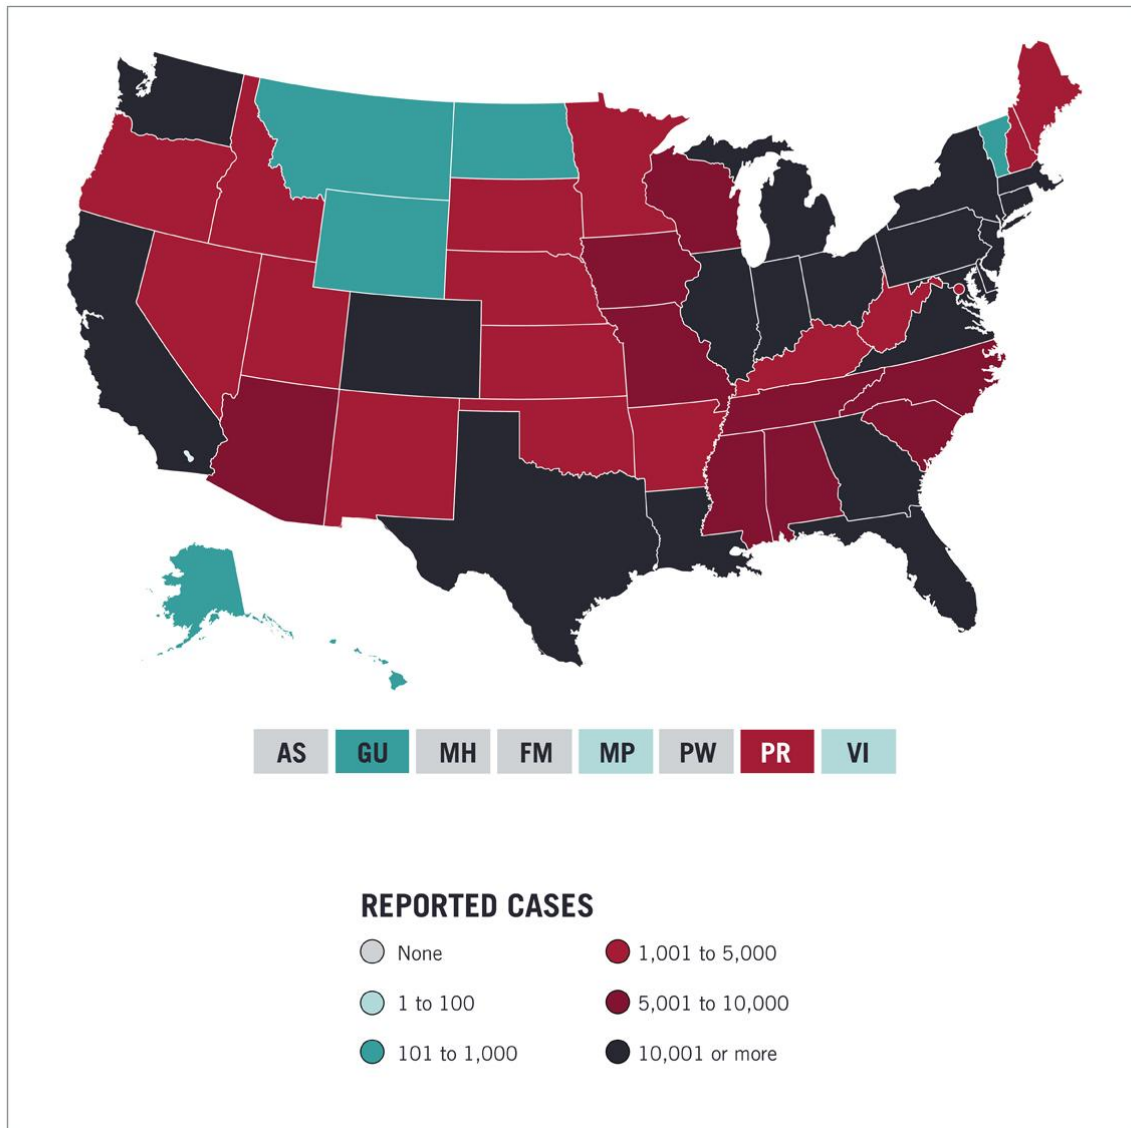 AS GU MH FM MP PW PR VI
REPORTED CASES
None
1 to 100
101 to 1,000
1,001 to 5,000
5,001 to 10,000
10,001 or more